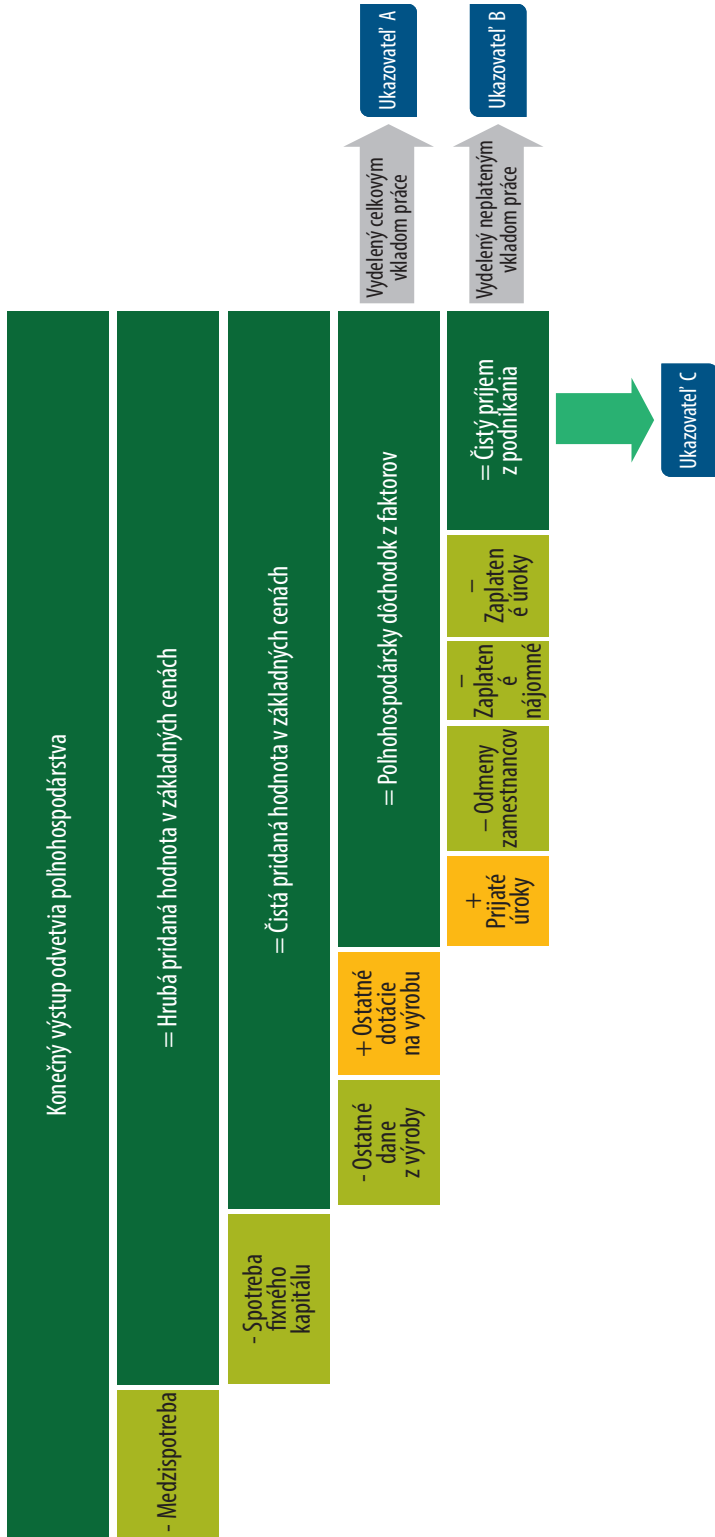 Konečný výstup odvetvia poľnohospodárstva
- Medzispotreba
= Hrubá pridaná hodnota v základných cenách
- Spotreba
fixného
kapitálu
= Čistá pridaná hodnota v základných cenách
- Ostatné
dane
z výroby
+ Ostatné
dotácie
na výrobu
= Poľnohospodársky dôchodok z faktorov
Vydelený celkovým
vkladom práce
Ukazovateľ A
+
Prijaté
úroky
– Odmeny
zamestnancov
–
Zaplaten
é
nájomné
–
Zaplaten
é úroky
= Čistý príjem
z podnikania
Vydelený neplateným
vkladom práce
Ukazovateľ B
Ukazovateľ C